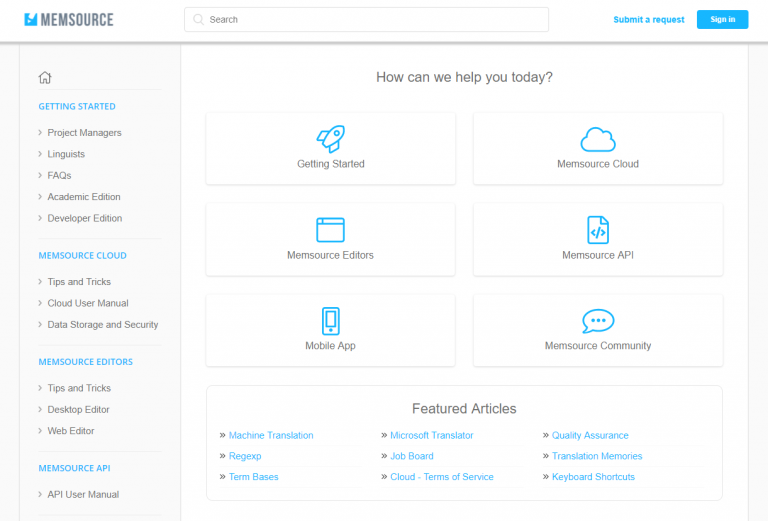 MEMSOURCE
Search
Submit a request
Sign in
GETTING STARTED
Project Managers
Linguists
FAQs
Academic Edition
Developer Edition
MEMSOURCE CLOUD
Tips and Tricks
Cloud User Manual
Data Storage and Security
MEMSOURCE EDITORS
Tips and Tricks
Desktop Editor
Web Editor
MEMSOURCE API
API User Manual
How can we help you today?
Getting Started
Memsource Cloud
Memsource Editors
Memsource API
Mobile App
Memsource Community
Featured Articles
» Machine Translation
» Microsoft Translator
» Quality Assurance
» Regexp
» Job Board
» Translation Memories
» Term Bases
» Cloud - Terms of Service
» Keyboard Shortcuts